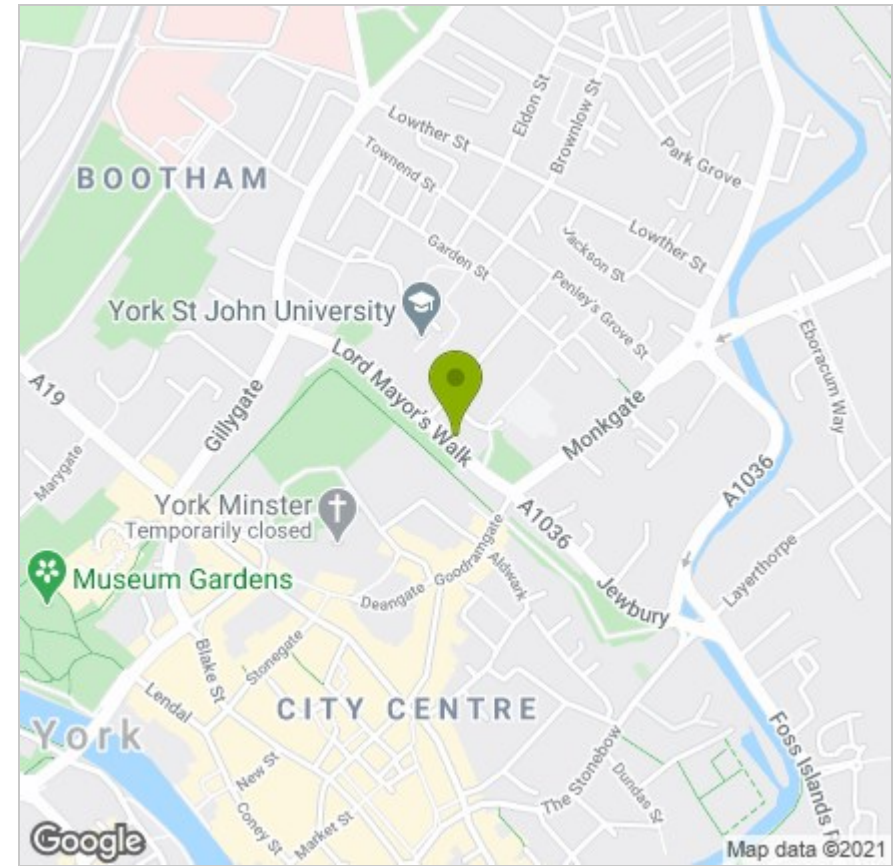 Eldon St
Brownlow St
Lowther St
Park Grove
Townend St
BOOTHAM
Lowther St
Jackson St
Garden St
Penley's Grove St
York St John University
Eboracum Way
Lord Mayor's Walk
A19
Gillygate
Monkgate
Marygate
A1036
York Minster
Temporarily closed
A1036
Goodramgate
Aldwark
Layerthorpe
Museum Gardens
Deangate
Jewbury
Blake St
Stonegate
Lendal
CITY CENTRE
York
Foss Islands R
New St
The Stonebow
Dundas St
Coney St
Market St
Google
Map data ©2021